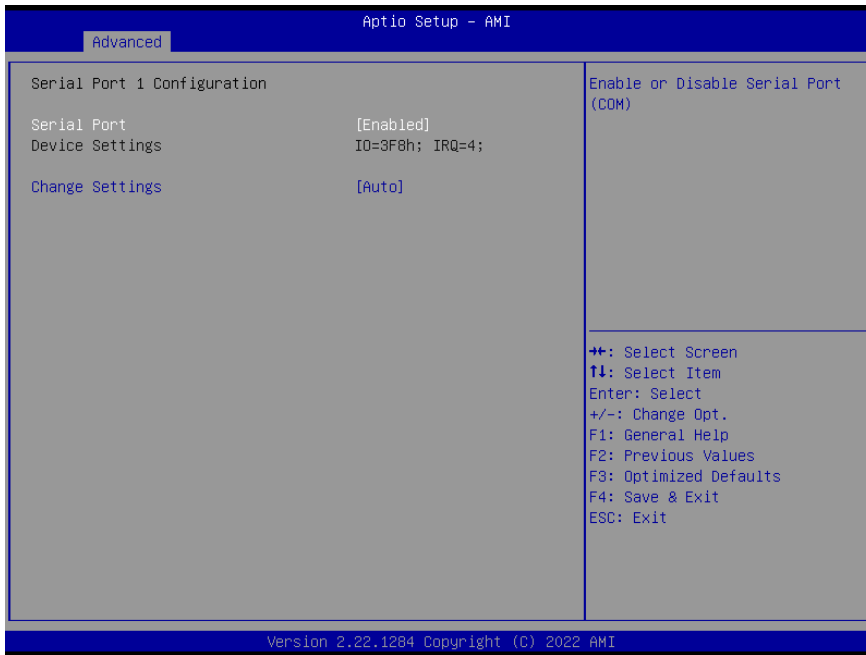 Aptio Setup – AMI
Advanced
Serial Port 1 Configuration
Serial Port [Enabled]
Device Settings IO=3F8h; IRQ=4;
Change Settings [Auto]
Enable or Disable Serial Port
(COM)
→←: Select Screen
↑↓: Select Item
Enter: Select
+/-: Change Opt.
F1: General Help
F2: Previous Values
F3: Optimized Defaults
F4: Save & Exit
ESC: Exit
Version 2.22.1284 Copyright (C) 2022 AMI